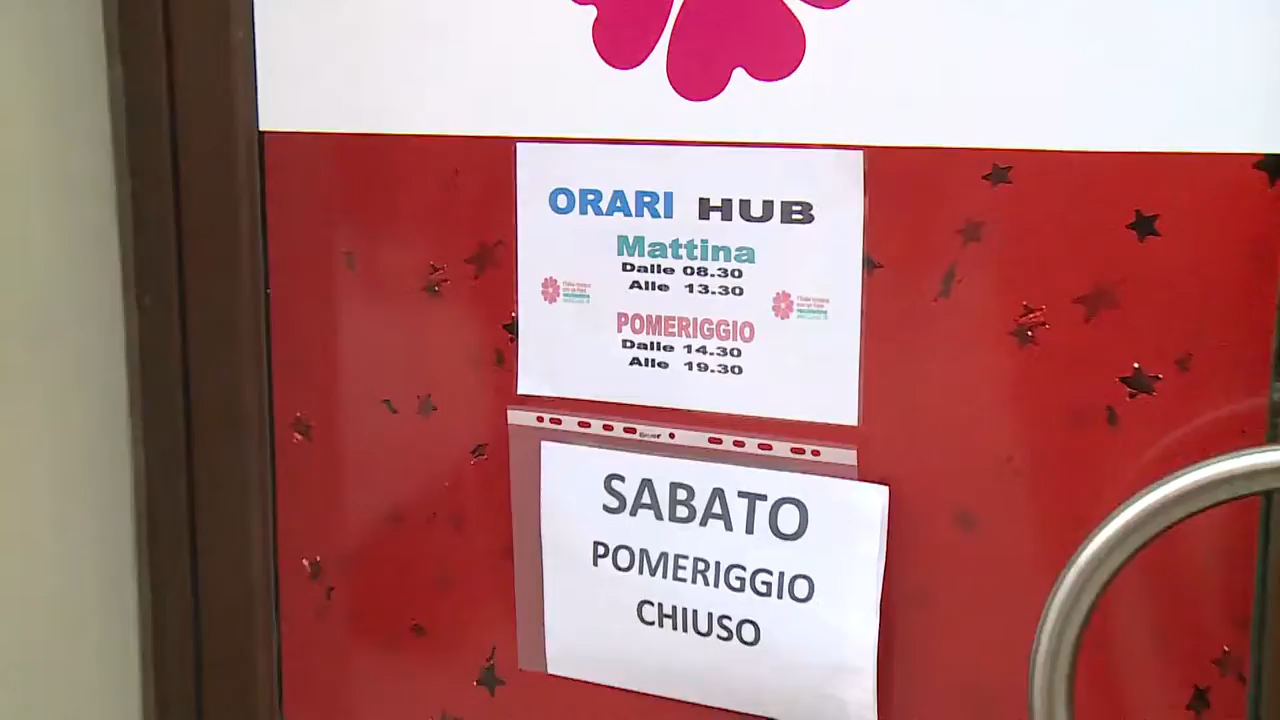 ORARI HUB
Mattina
Dalle 08.30
Alle 13.30
POMERIGGIO
Dalle 14.30
Alle 19.30
SABATO
POMERIGGIO
CHIUSO